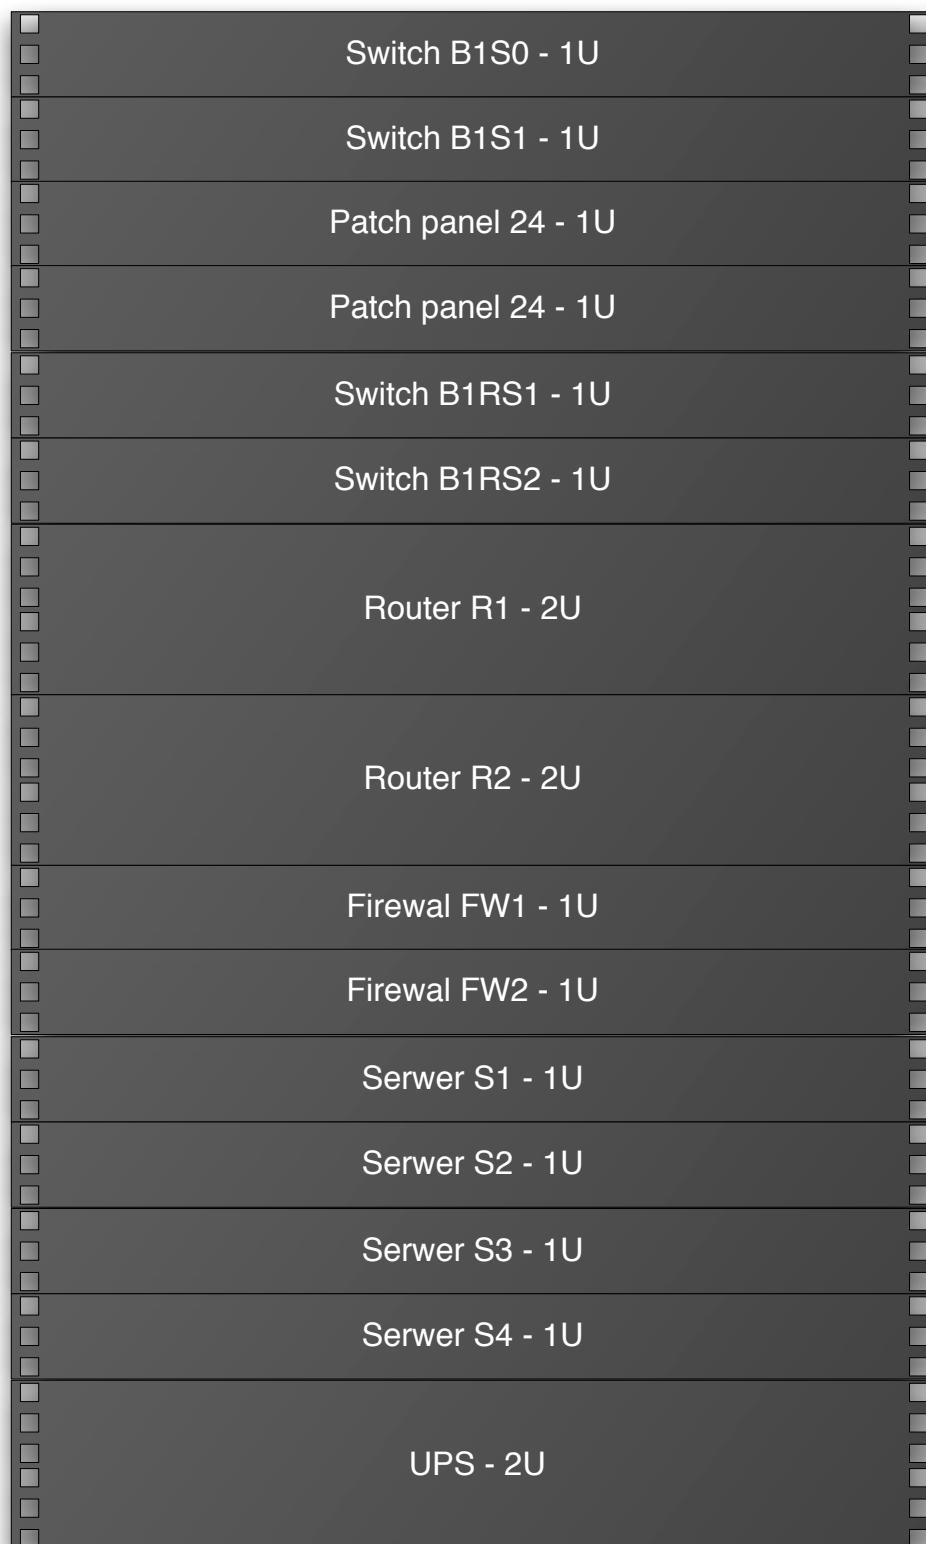 Switch B1S0 - 1U
Switch B1S1 - 1U
Patch panel 24 - 1U
Patch panel 24 - 1U
Switch B1RS1 - 1U
Switch B1RS2 - 1U
Router R1 - 2U
Router R2 - 2U
Firewal FW1 - 1U
Firewal FW2 - 1U
Serwer S1 - 1U
Serwer S2 - 1U
Serwer S3 - 1U
Serwer S4 - 1U
UPS - 2U